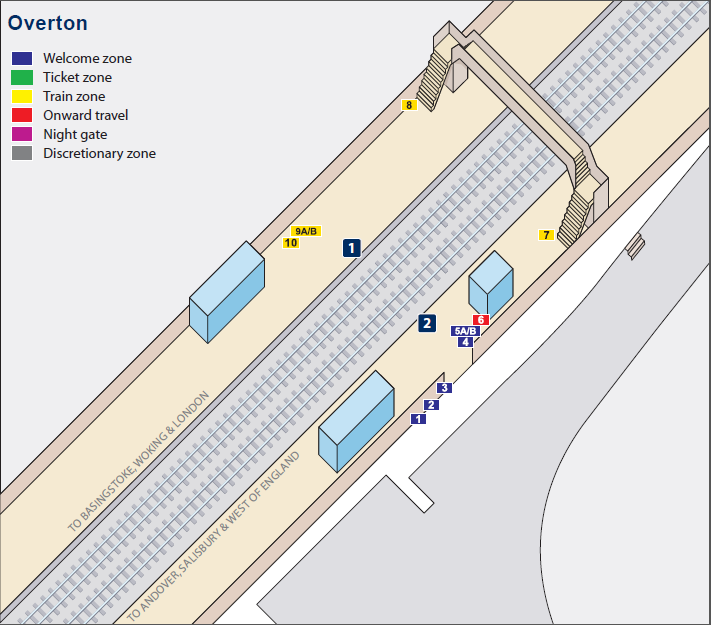 Overton
Welcome zone
Ticket zone
Train zone
Onward travel
Night gate
Discretionary zone
8
9A/B
10
1
7
2
6
5A/B
4
3
2
1
TO BASINGSTOKE, WOKING & LONDON
TO ANDOVER, SALISBURY & WEST OF ENGLAND